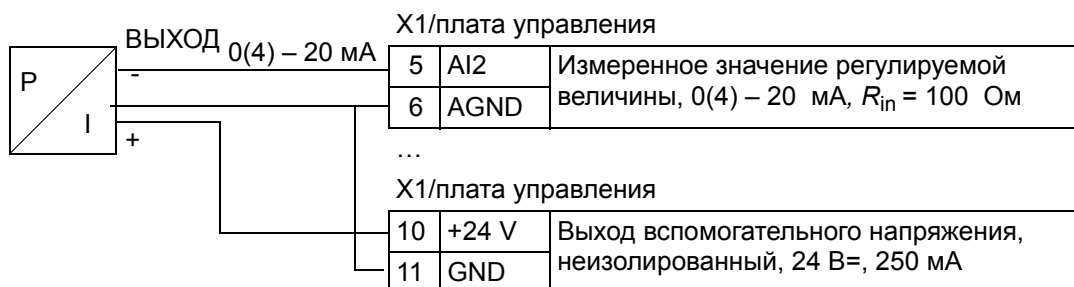 X1/плата управления
ВЫХОД 0(4) – 20 мА
P
I
-
+
5 AI2 Измеренное значение регулируемой
6 AGND величины, 0(4) – 20 мА, Rin = 100 Ом
…
X1/плата управления
10 +24 V Выход вспомогательного напряжения,
11 GND неизолированный, 24 В=, 250 мА